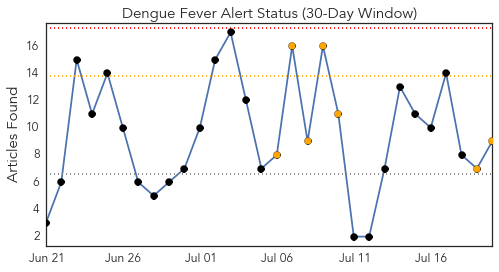 Dengue Fever Alert Status (30-Day Window)
Articles Found
16
14
12
10
8
6
4
2
Jun 21
Jun 26
Jul 01
Jul 06
Jul 11
Jul 16